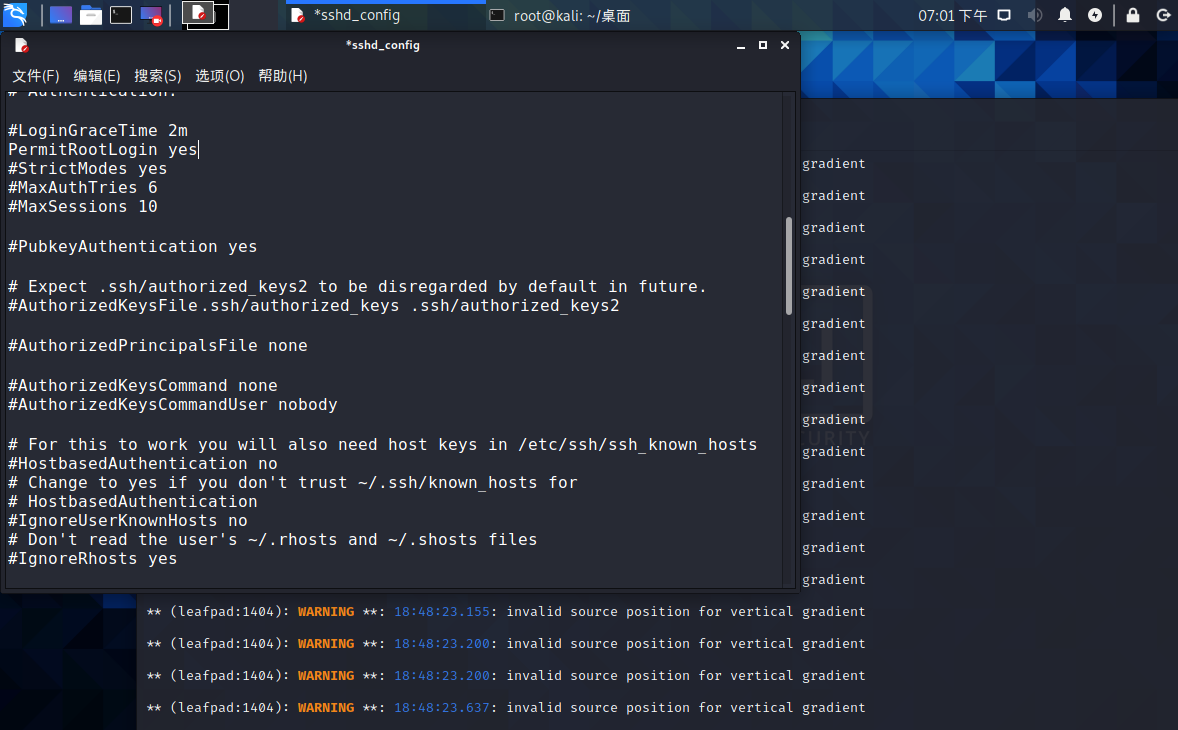 *sshd_config
root@kali: ~/桌面
07:01 下午
*sshd_config
文件(F) 编辑(E) 搜索(S) 选项(O) 帮助(H)
# Authentication:
#LoginGraceTime 2m
PermitRootLogin yes
#StrictModes yes
#MaxAuthTries 6
#MaxSessions 10
#PubkeyAuthentication yes
# Expect .ssh/authorized_keys2 to be disregarded by default in future.
#AuthorizedKeysFile.ssh/authorized_keys .ssh/authorized_keys2
#AuthorizedPrincipalsFile none
#AuthorizedKeysCommand none
#AuthorizedKeysCommandUser nobody
# For this to work you will also need host keys in /etc/ssh/ssh_known_hosts
#HostbasedAuthentication no
# Change to yes if you don't trust ~/.ssh/known_hosts for
# HostbasedAuthentication
#IgnoreUserKnownHosts no
# Don't read the user's ~/.rhosts and ~/.shosts files
#IgnoreRhosts yes
gradient
gradient
gradient
gradient
gradient
gradient
gradient
gradient
gradient
gradient
gradient
gradient
gradient
gradient
** (leafpad:1404): WARNING **: 18:48:23.155: invalid source position for vertical gradient
** (leafpad:1404): WARNING **: 18:48:23.200: invalid source position for vertical gradient
** (leafpad:1404): WARNING **: 18:48:23.200: invalid source position for vertical gradient
** (leafpad:1404): WARNING **: 18:48:23.637: invalid source position for vertical gradient